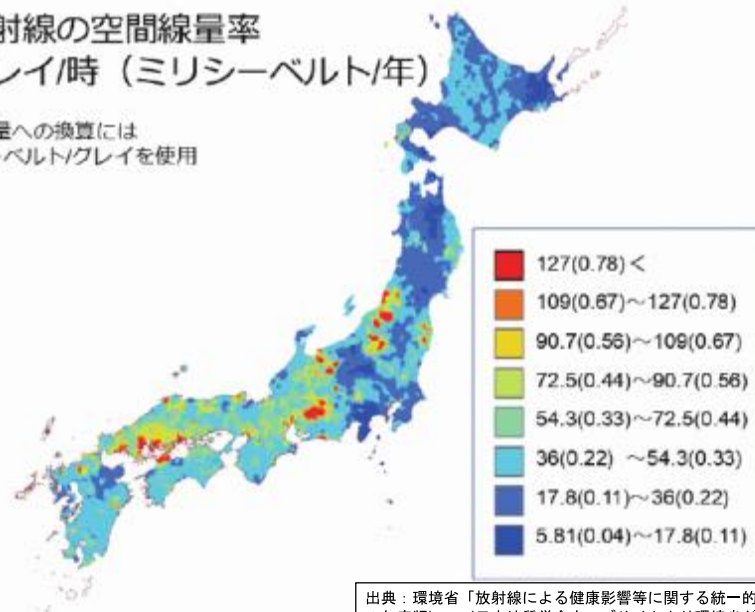 射線の空間線量率
レイ/時(ミリシーベルト/年)
量への換算には
ベルト/グレイを使用
127(0.78)<
109(0.67)~127(0.78)
90.7(0.56)~109(0.67)
72.5(0.44)~90.7(0.56)
54.3(0.33)~72.5(0.44)
36(0.22) ~54.3(0.33)
17.8(0.11)~36(0.22)
5.81(0.04)~17.8(0.11)
出典:環境省「放射線による健康影響等に関する統一的